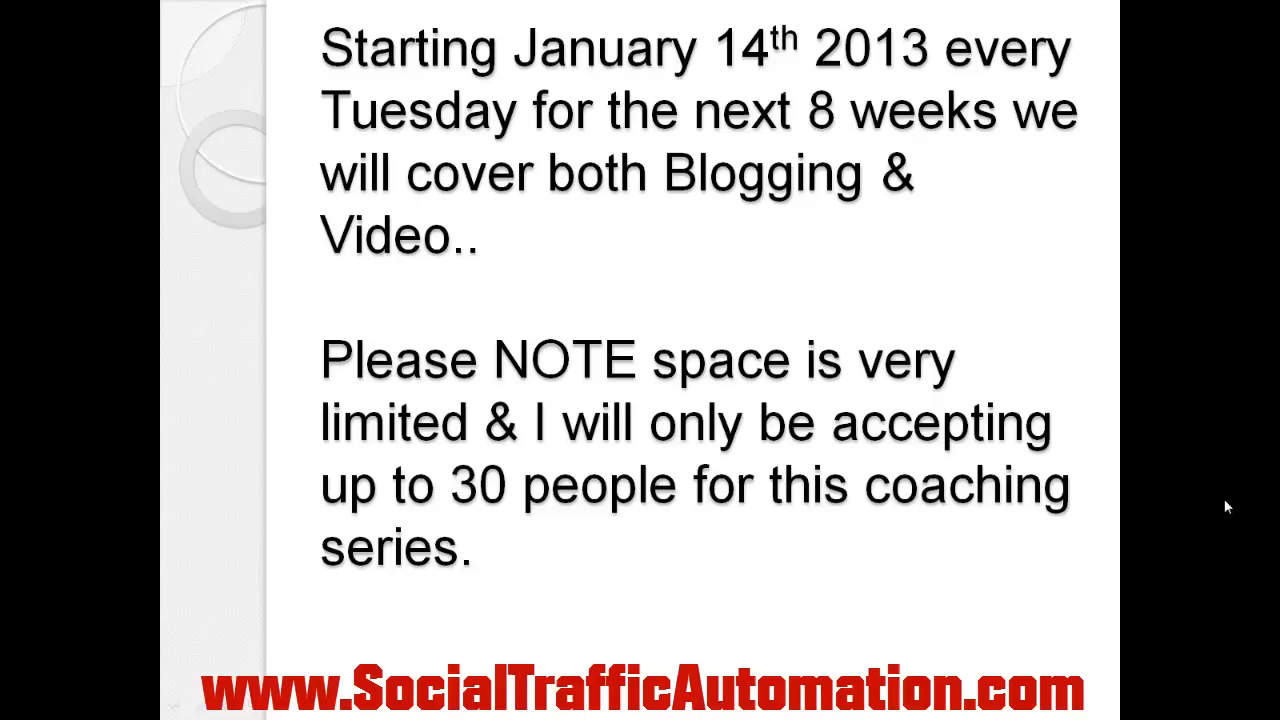 Starting January 14th 2013 every
Tuesday for the next 8 weeks we
will cover both Blogging &
Video..
Please NOTE space is very
limited & I will only be accepting
up to 30 people for this coaching
series.
www.SocialTrafficAutomation.com